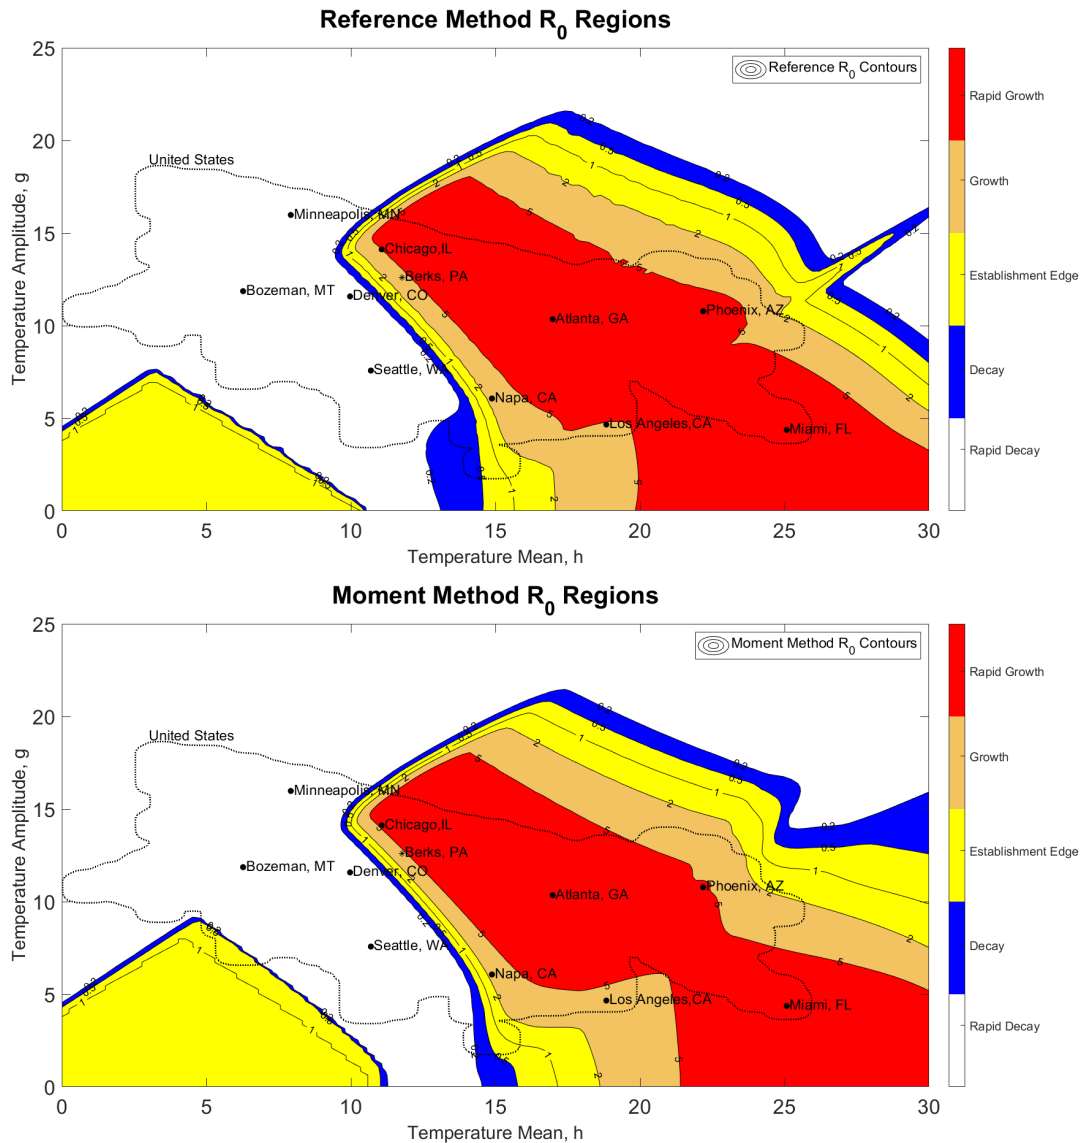 Reference Method R0 Regions
25
20
15
10
5
0
0 5 10 15 20 25 30
Temperature Amplitude, g
Temperature Mean, h
Reference R0 Contours
United States
Minneapolis, MN
Chicago,IL
Berks, PA
Bozeman, MT
Denver, CO
Phoenix, AZ
Atlanta, GA
Seattle, WA
Napa, CA
Los Angeles,CA
Miami, FL
Rapid Growth
Growth
Establishment Edge
Decay
Rapid Decay
Moment Method R0 Regions
25
20
15
10
5
0
0 5 10 15 20 25 30
Temperature Amplitude, g
Temperature Mean, h
Moment Method R0 Contours
United States
Minneapolis, MN
Chicago,IL
Berks, PA
Bozeman, MT
Denver, CO
Phoenix, AZ
Atlanta, GA
Seattle, WA
Napa, CA
Los Angeles,CA
Miami, FL
Rapid Growth
Growth
Establishment Edge
Decay
Rapid Decay